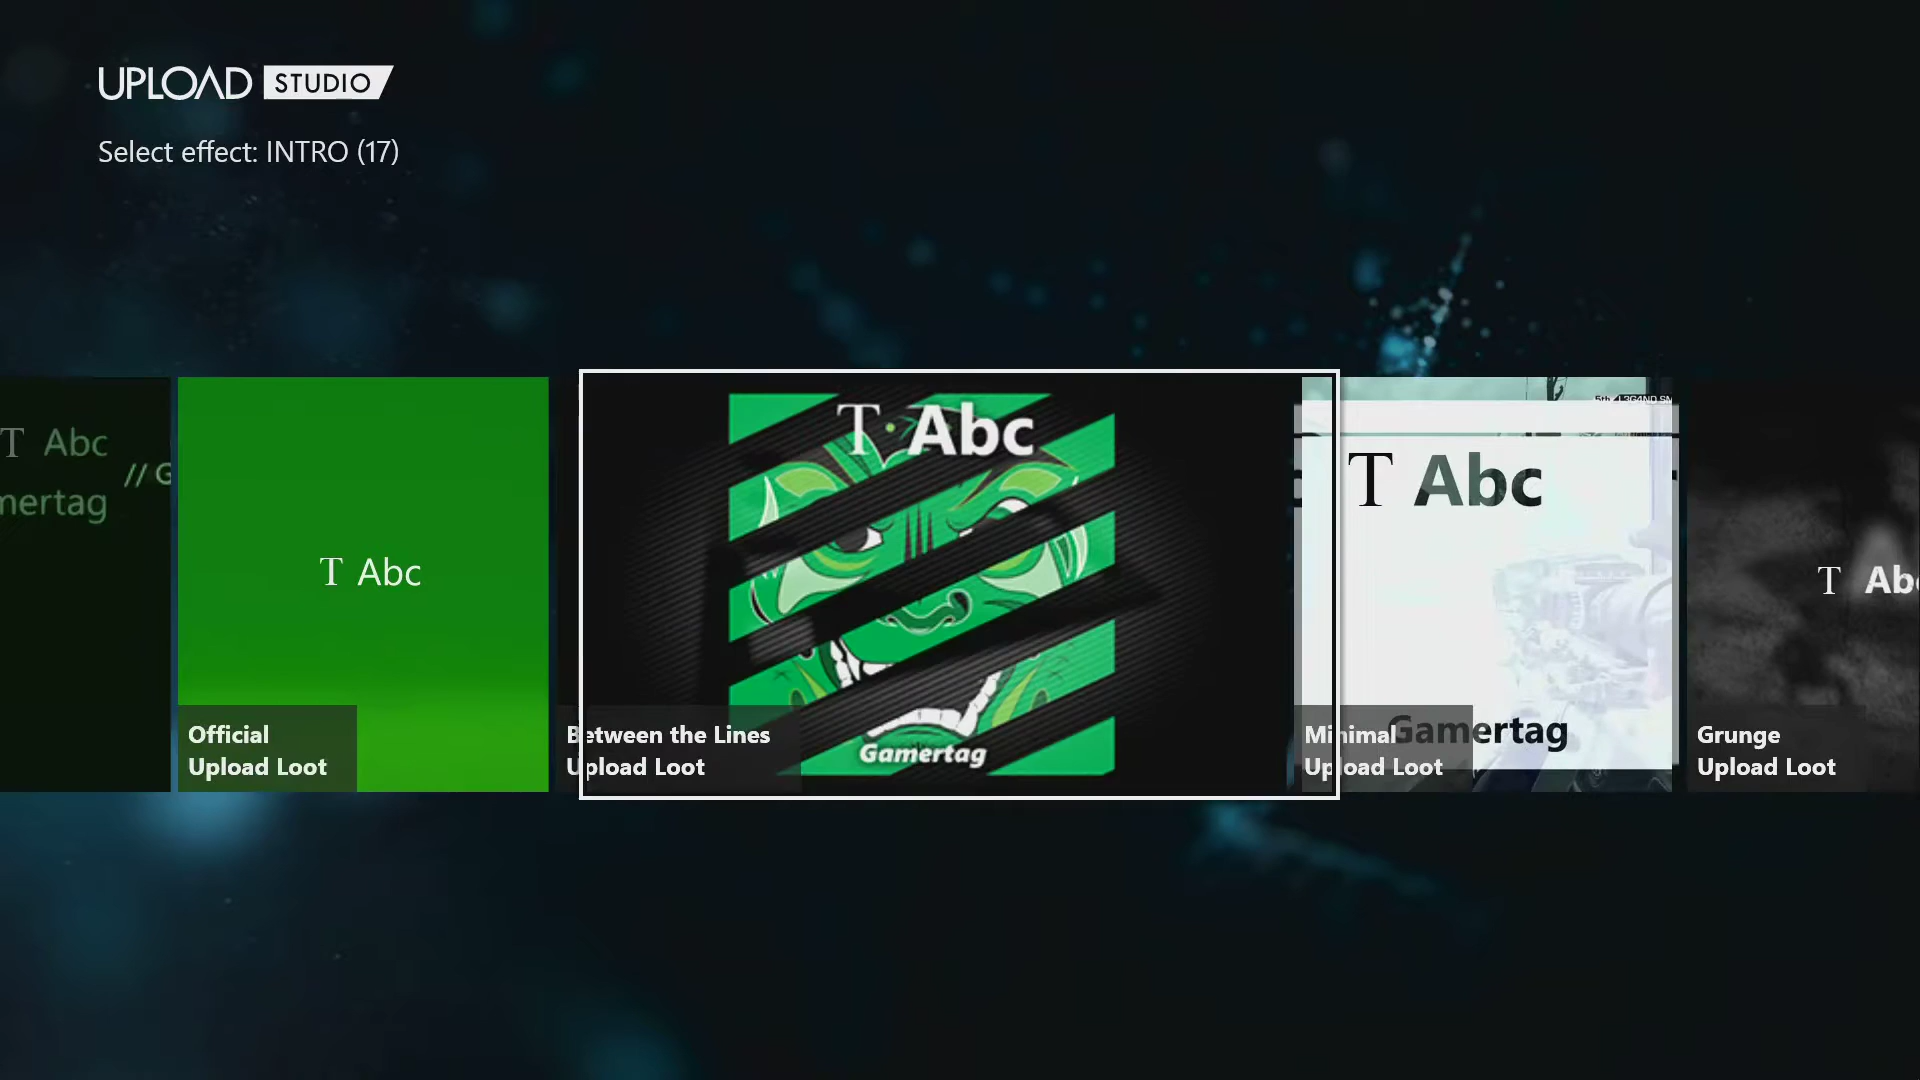 UPLOAD STUDIO
Select effect: INTRO (17)
T Abc
// G
mertag
T Abc
Official
Upload Loot
T Abc
Gamertag
Between the Lines
Upload Loot
T Abc
Gamertag
Minimal
Upload Loot
T Abc
Grunge
Upload Loot